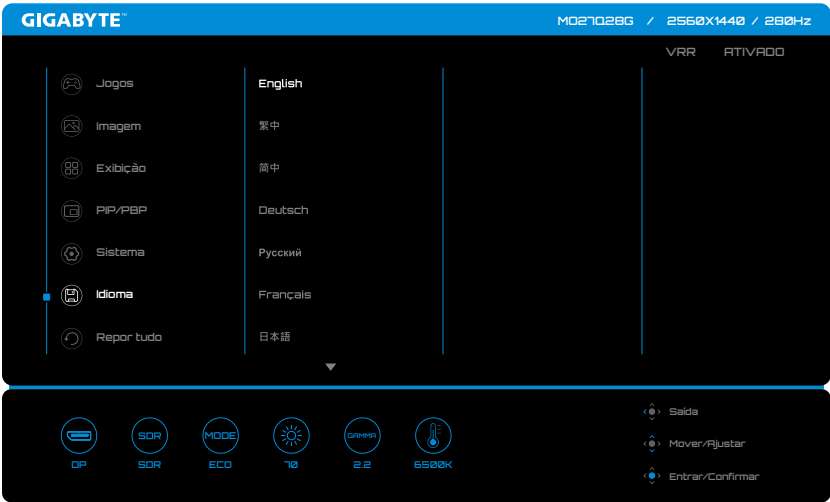 GIGABYTE™
MO27Q28G / 2560X1440 / 280Hz
VRR ATIVADO
Jogos
Imagem
Exibição
PIP/PBP
Sistema
Idioma
Repor tudo
English
繁中
简中
Deutsch
Русский
Français
日本語
SDR
MODE
GAMMA
DP
SDR
ECO
70
2.2
6500K
Saída
Mover/Ajustar
Entrar/Confirmar